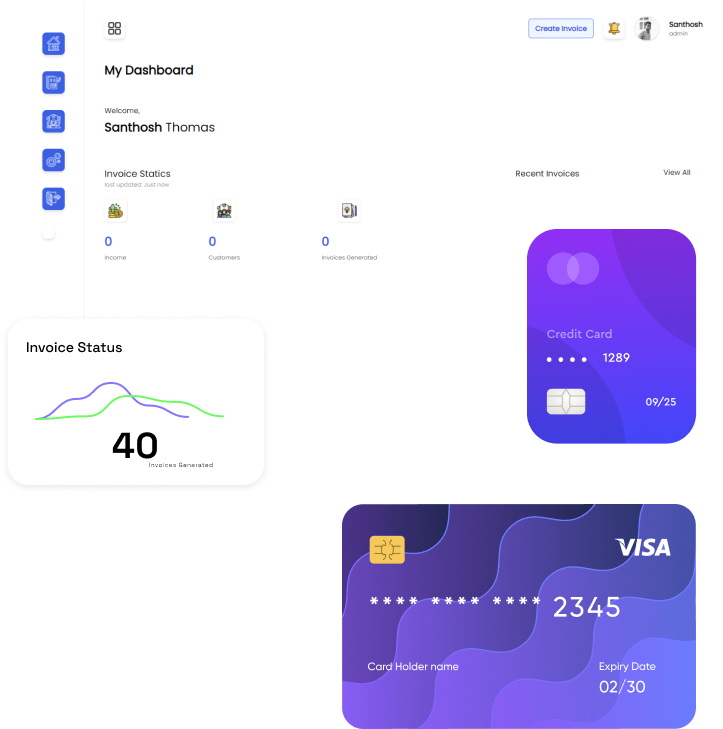 Create Invoice
Santhosh
admin
My Dashboard
Welcome,
Santhosh Thomas
Invoice Statics
last updated: Just now
Recent Invoices
View All
0
0
0
Income
Customers
Invoices Generated
Credit Card
•••• 1289
09/25
Invoice Status
40
Invoices Generated
VISA
**** **** **** 2345
Card Holder name
Expiry Date
02/30